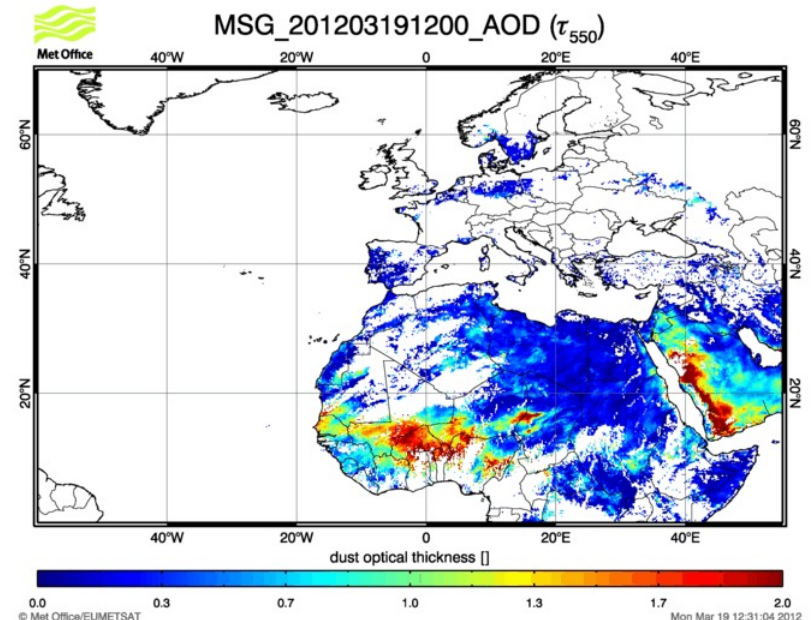 MSG_201203191200_AOD (τ550)
Met Office
40°W 20°W 0 20°E 40°E
60°N 60°N
40°N 40°N
20°N 20°N
40°W 20°W 0 20°E 40°E
dust optical thickness []
0.0 0.3 0.7 1.0 1.3 1.7 2.0
© Met Office/EUMETSAT Mon Mar 19 12:31:04 2012